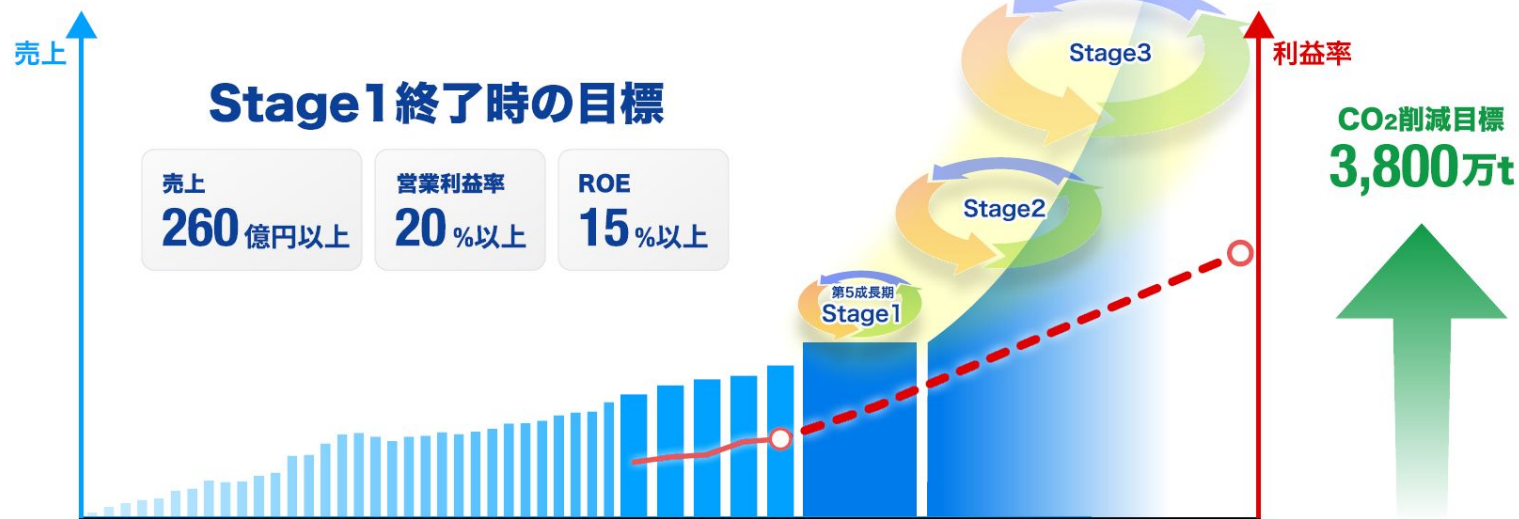 売上
利益率
Stage1終了時の目標
売上
260億円以上
営業利益率
20%以上
ROE
15%以上
Stage3
Stage2
第5成長期
Stage1
CO₂削減目標
3,800万t